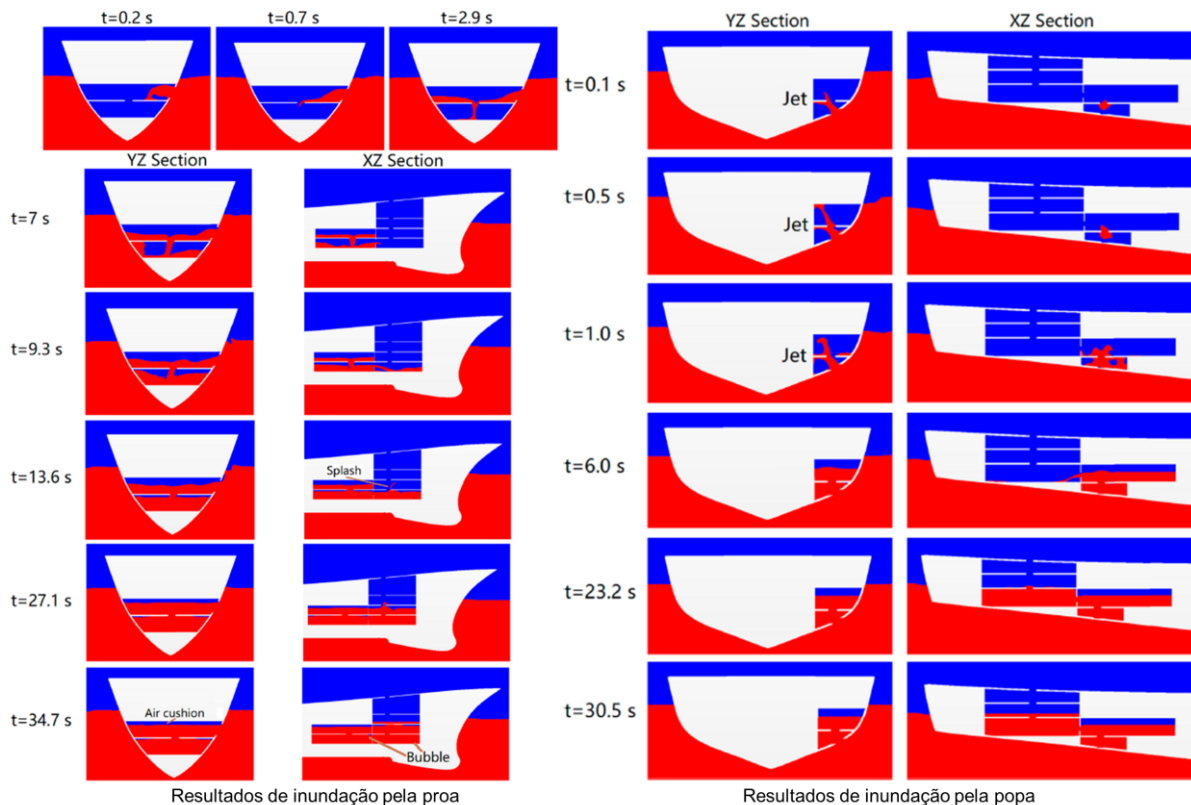 t=0.2 s
t=0.7 s
t=2.9 s
YZ Section
XZ Section
t=7 s
t=9.3 s
t=13.6 s
Splash
t=27.1 s
t=34.7 s
Air cushion
Bubble
Resultados de inundação pela proa
YZ Section
XZ Section
t=0.1 s
Jet
t=0.5 s
Jet
t=1.0 s
Jet
t=6.0 s
t=23.2 s
t=30.5 s
Resultados de inundação pela popa